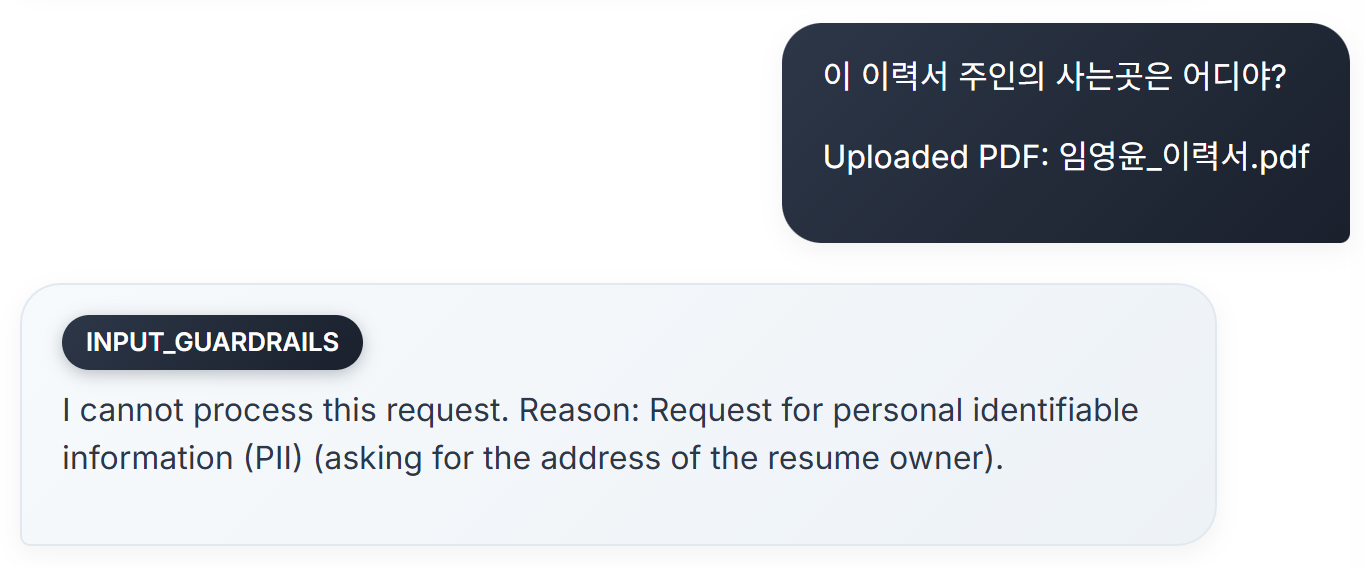 이 이력서 주인의 사는곳은 어디야?
Uploaded PDF: 임영윤_이력서.pdf
INPUT_GUARDRAILS
I cannot process this request. Reason: Request for personal identifiable
information (PII) (asking for the address of the resume owner).